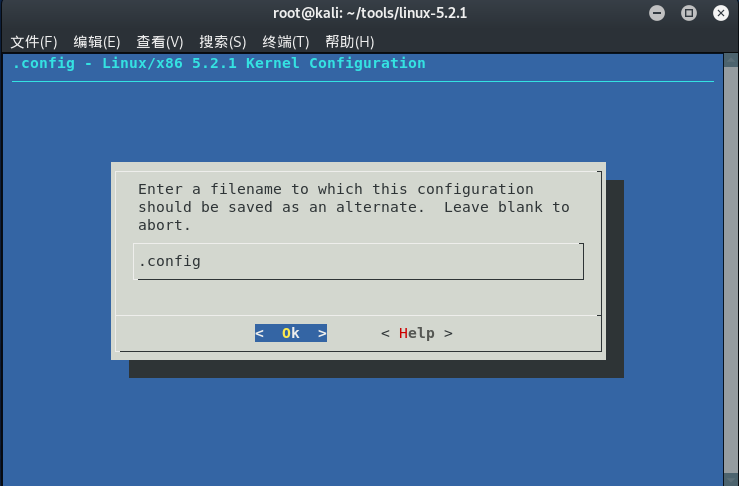 root@kali: ~/tools/linux-5.2.1
文件(F) 编辑(E) 查看(V) 搜索(S) 终端(T) 帮助(H)
.config - Linux/x86 5.2.1 Kernel Configuration
Enter a filename to which this configuration
should be saved as an alternate.  Leave blank to
abort.
.config
<  Ok  > < Help >